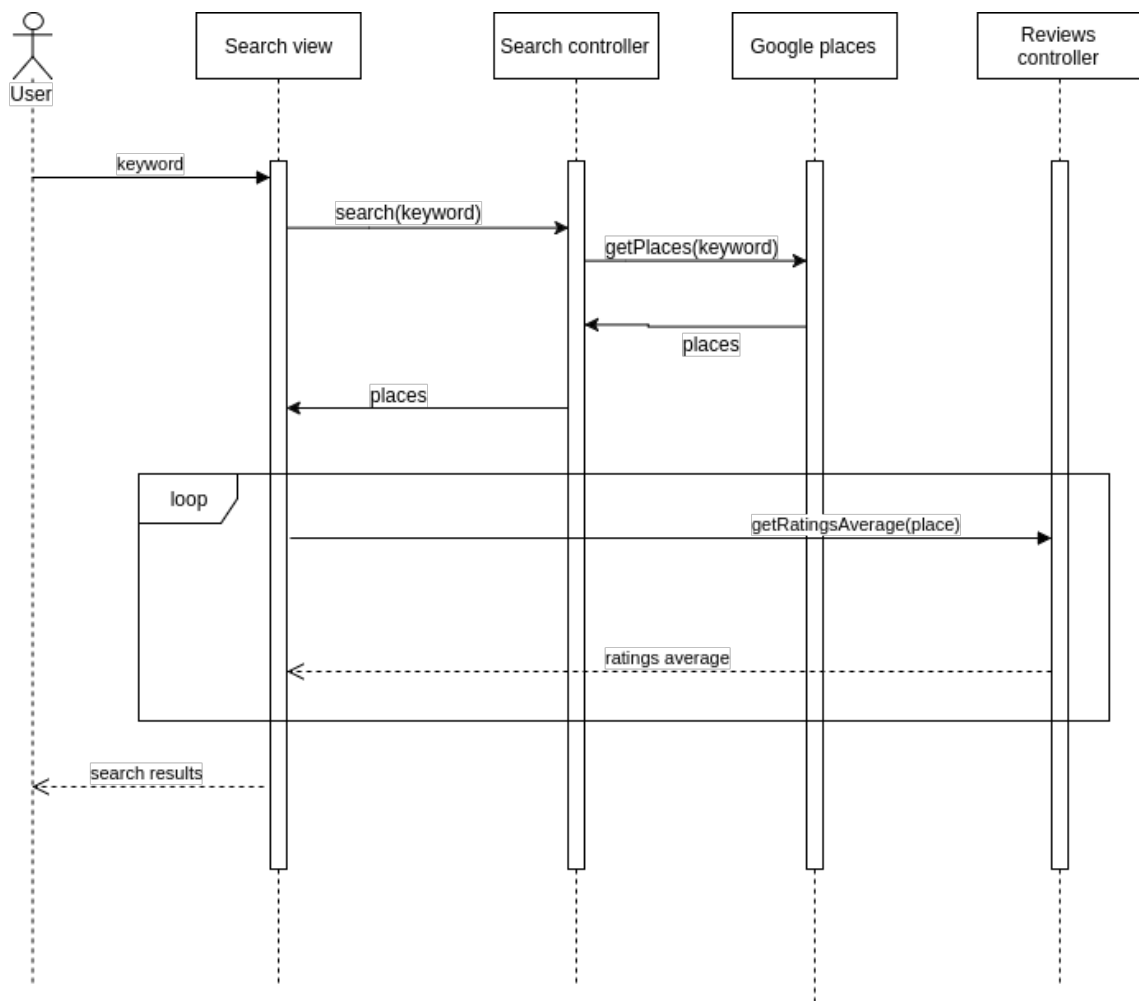 Search view
Search controller
Google places
Reviews
controller
User
keyword
search(keyword)
getPlaces(keyword)
places
places
loop
getRatingsAverage(place)
ratings average
search results